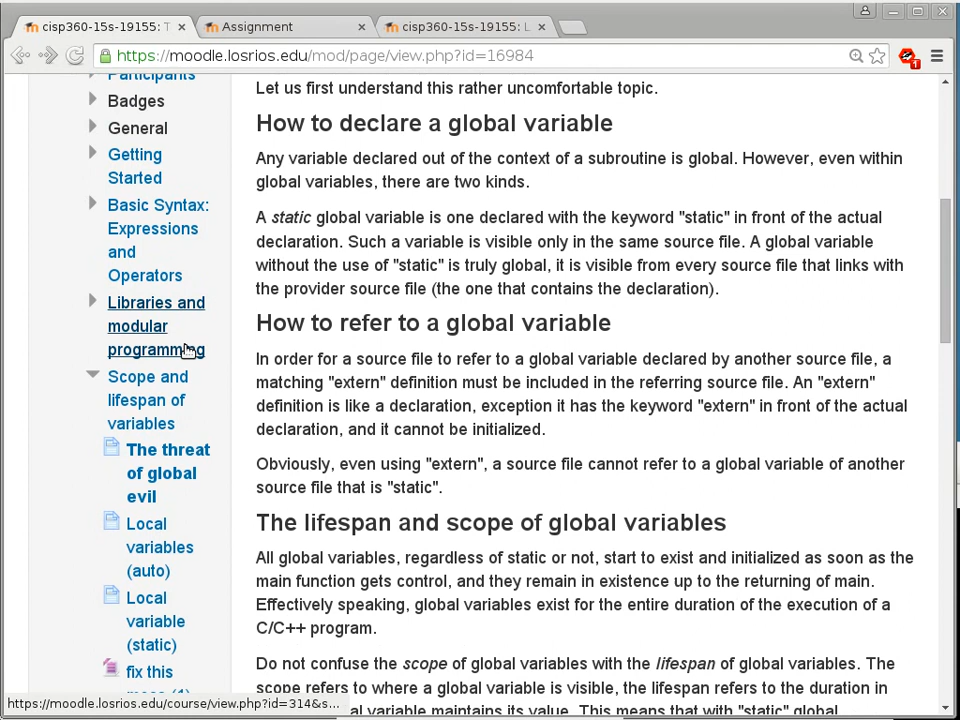 cisp360-15s-19155: T
Assignment
cisp360-15s-19155: L
https://moodle.losrios.edu/mod/page/view.php?id=16984
1
Participants
Badges
General
Getting
Started
Basic Syntax:
Expressions
and
Operators
Libraries and
modular
programming
Scope and
lifespan of
variables
The threat
of global
evil
Local
variables
(auto)
Local
variable
(static)
fix this
Let us first understand this rather uncomfortable topic.
How to declare a global variable
Any variable declared out of the context of a subroutine is global. However, even within
global variables, there are two kinds.
A static global variable is one declared with the keyword "static" in front of the actual
declaration. Such a variable is visible only in the same source file. A global variable
without the use of "static" is truly global, it is visible from every source file that links with
the provider source file (the one that contains the declaration).
How to refer to a global variable
In order for a source file to refer to a global variable declared by another source file, a
matching "extern" definition must be included in the referring source file. An "extern"
definition is like a declaration, exception it has the keyword "extern" in front of the actual
declaration, and it cannot be initialized.
Obviously, even using "extern", a source file cannot refer to a global variable of another
source file that is "static".
The lifespan and scope of global variables
All global variables, regardless of static or not, start to exist and initialized as soon as the
main function gets control, and they remain in existence up to the returning of main.
Effectively speaking, global variables exist for the entire duration of the execution of a
C/C++ program.
Do not confuse the scope of global variables with the lifespan of global variables. The
scope refers to where a global variable is visible, the lifespan refers to the duration in
al variable maintains its value. This means that with "static" global
https://moodle.losrios.edu/course/view.php?id=314&s...